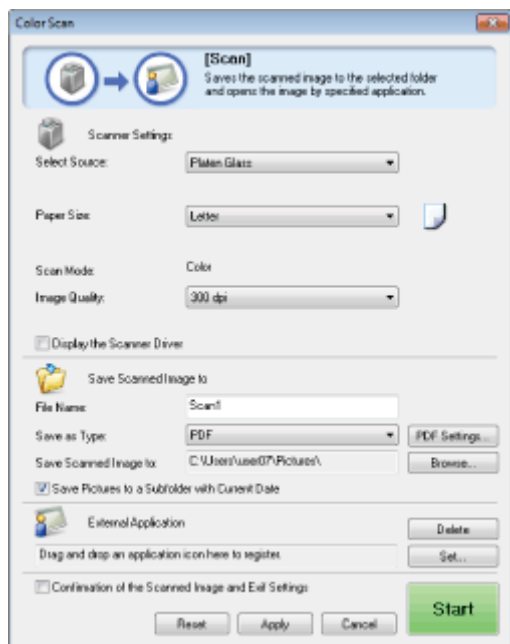 Color Scan
[Scan]
Saves the scanned image to the selected folder
and opens the image by specified application.
Scanner Settings
Select Source: Platen Glass
Paper Size: Letter
Scan Mode: Color
Image Quality: 300 dpi
Display the Scanner Driver
Save Scanned Image to
File Name: Scan1
Save as Type: PDF PDF Settings...
Save Scanned Image to: C:\Users\user07\Pictures\ Browse...
Save Pictures to a Subfolder with Current Date
External Application Delete
Drag and drop an application icon here to register. Set...
Confirmation of the Scanned Image and Exif Settings
Start
Reset Apply Cancel